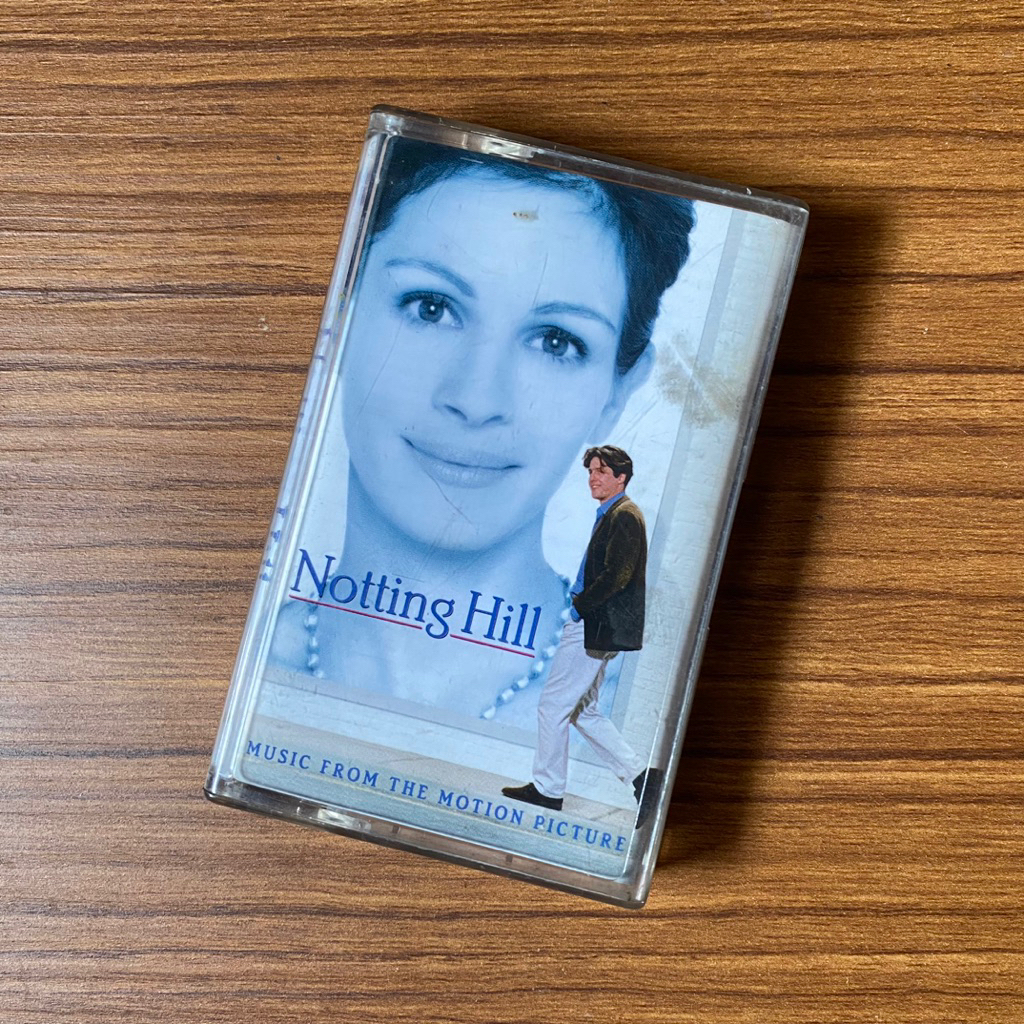 Notting Hill
MUSIC FROM THE MOTION PICTURE